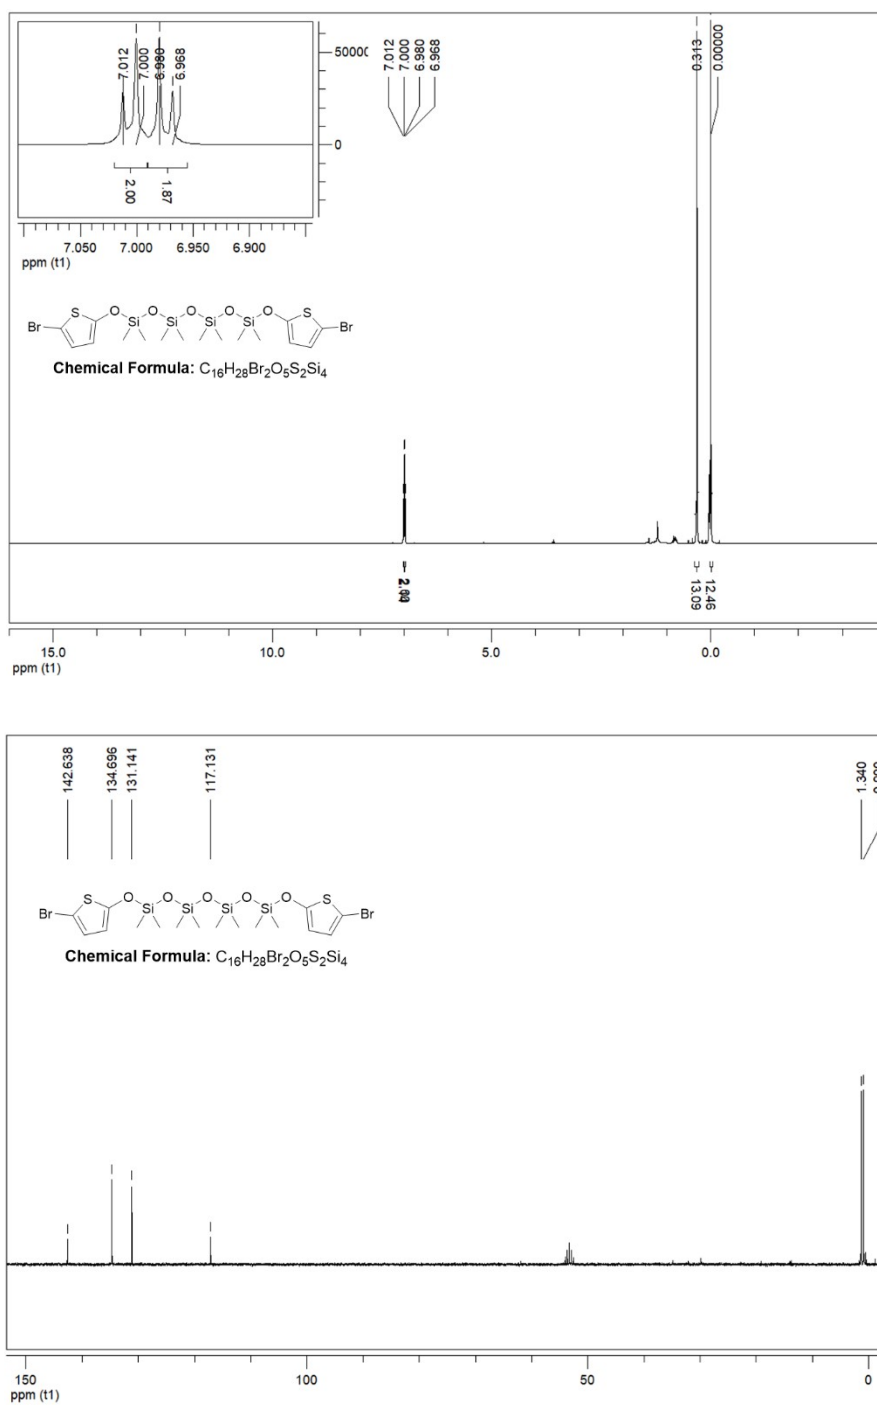 7.012
7.000
6.980
6.968
50000
0
2.00
1.87
7.050 7.000 6.950 6.900
ppm (t1)
7.012
7.000
6.980
6.968
0.313
0.00000
Br S O Si O Si O Si O Si O S Br
Chemical Formula: C16H28Br2O5S2Si4
13.09
12.46
15.0 10.0 5.0 0.0
ppm (t1)
142.638
134.696
131.141
117.131
1.340
Br S O Si O Si O Si O Si O S Br
Chemical Formula: C16H28Br2O5S2Si4
150 100 50 0
ppm (t1)